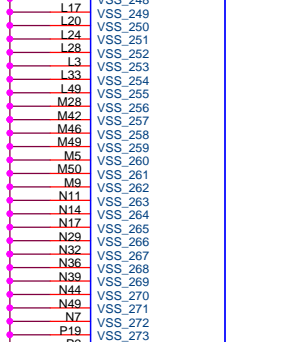 VSS_248
L17 VSS_249
L20 VSS_250
L24 VSS_251
L28 VSS_252
L3 VSS_253
L33 VSS_254
L49 VSS_255
M28 VSS_256
M42 VSS_257
M46 VSS_258
M49 VSS_259
M5 VSS_260
M50 VSS_261
M9 VSS_262
N11 VSS_263
N14 VSS_264
N17 VSS_265
N29 VSS_266
N32 VSS_267
N36 VSS_268
N39 VSS_269
N44 VSS_270
N49 VSS_271
N7 VSS_272
P19 VSS_273